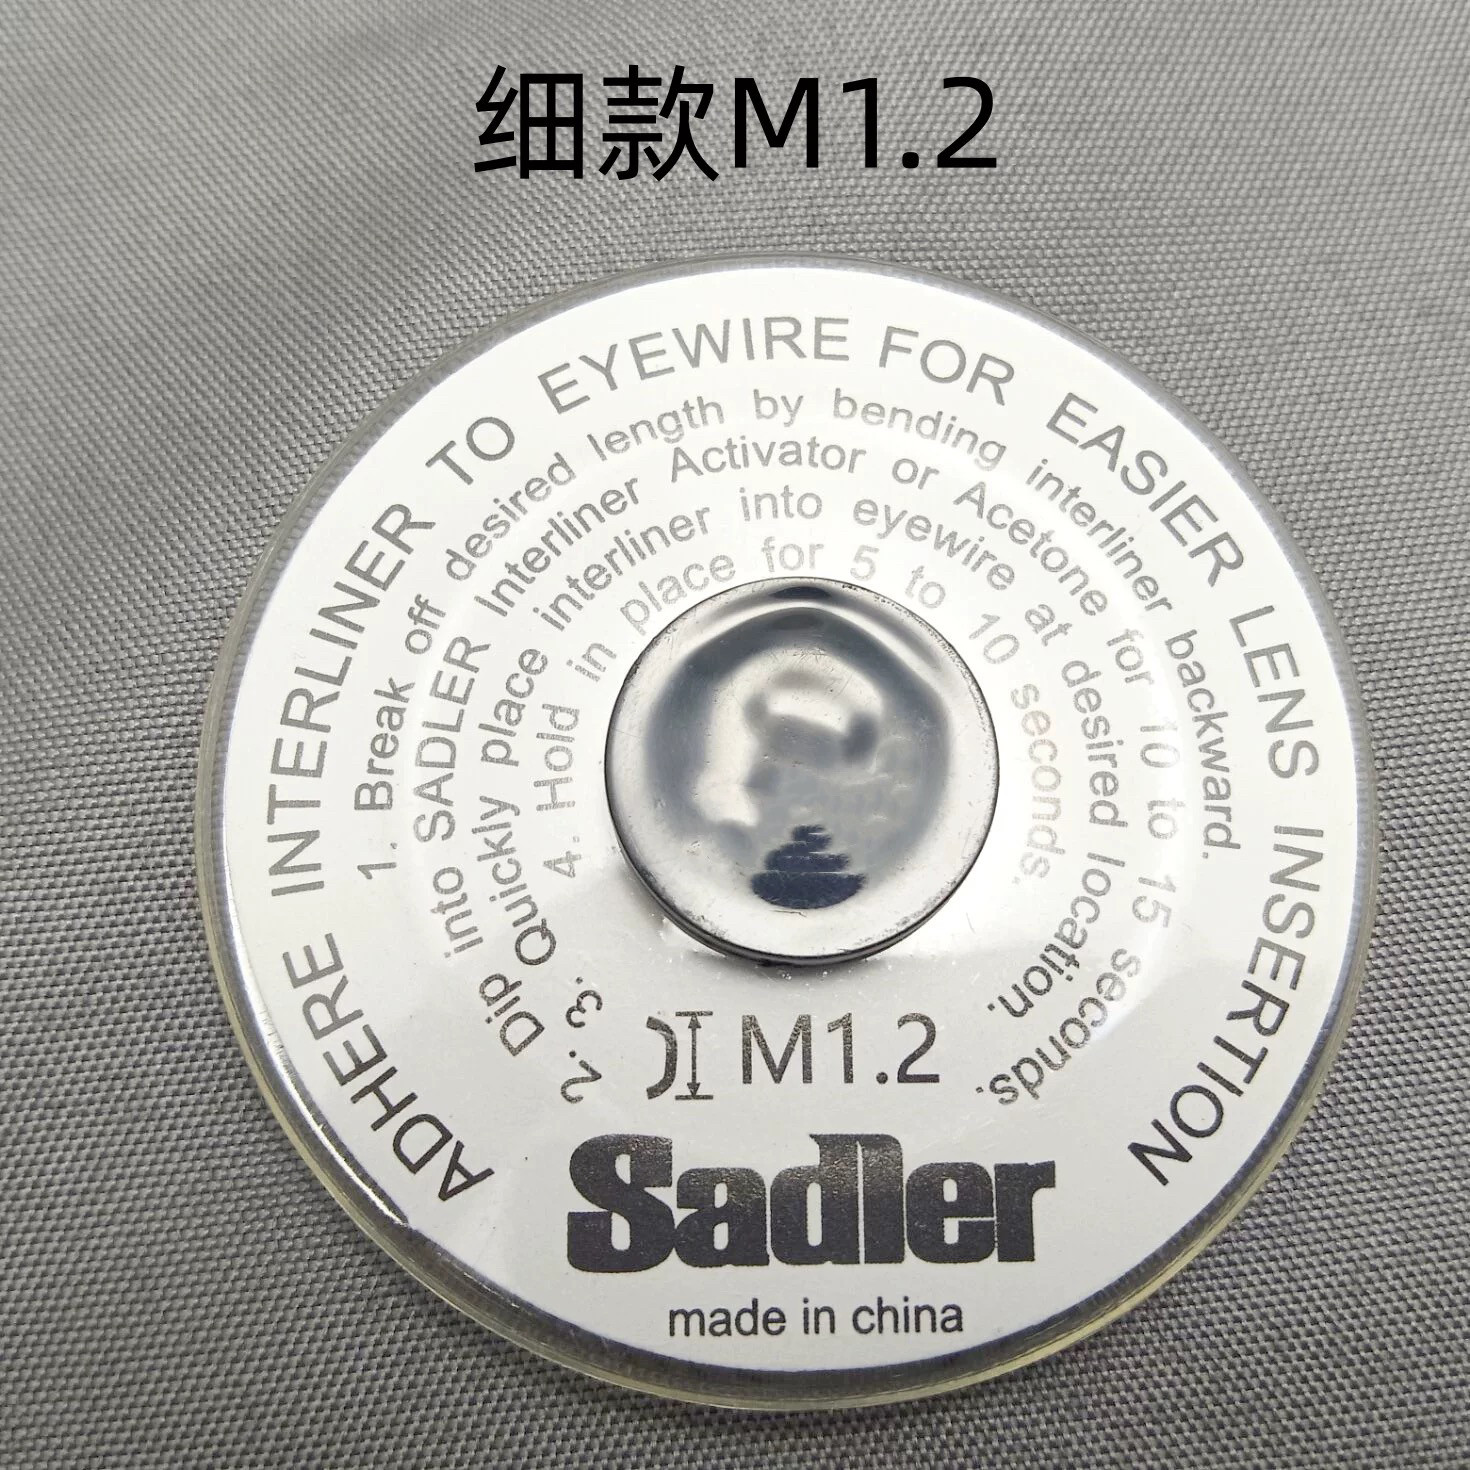 细款M1.2
ADHERE INTERLINER TO EYEWIRE FOR EASIER LENS INSERTION
1. Break off desired length by bending interliner backward.
2. Dip into SADLER Interliner Activator or Acetone for 10 to 15 seconds.
3. Quickly place interliner into eyewire at desired location.
4. Hold in place for 5 to 10 seconds.
M1.2
Sadler
made in china